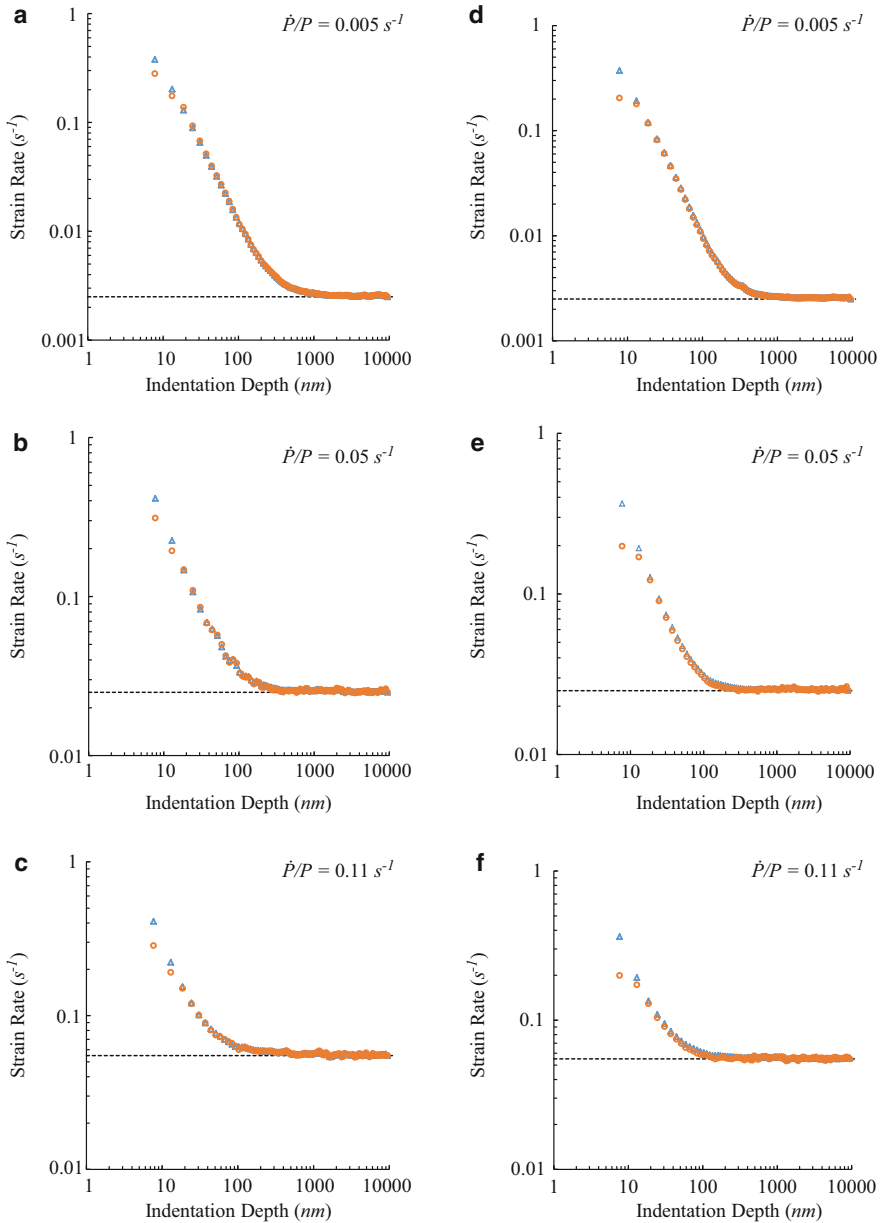 a
Ṗ/P = 0.005 s⁻¹
1
0.1
0.01
0.001
Strain Rate (s⁻¹)
1 10 100 1000 10000
Indentation Depth (nm)
d
Ṗ/P = 0.005 s⁻¹
1
0.1
0.01
0.001
Strain Rate (s⁻¹)
1 10 100 1000 10000
Indentation Depth (nm)
b
Ṗ/P = 0.05 s⁻¹
1
0.1
0.01
Strain Rate (s⁻¹)
1 10 100 1000 10000
Indentation Depth (nm)
e
Ṗ/P = 0.05 s⁻¹
1
0.1
0.01
Strain Rate (s⁻¹)
1 10 100 1000 10000
Indentation Depth (nm)
c
Ṗ/P = 0.11 s⁻¹
1
0.1
0.01
Strain Rate (s⁻¹)
1 10 100 1000 10000
Indentation Depth (nm)
f
Ṗ/P = 0.11 s⁻¹
1
0.1
0.01
Strain Rate (s⁻¹)
1 10 100 1000 10000
Indentation Depth (nm)